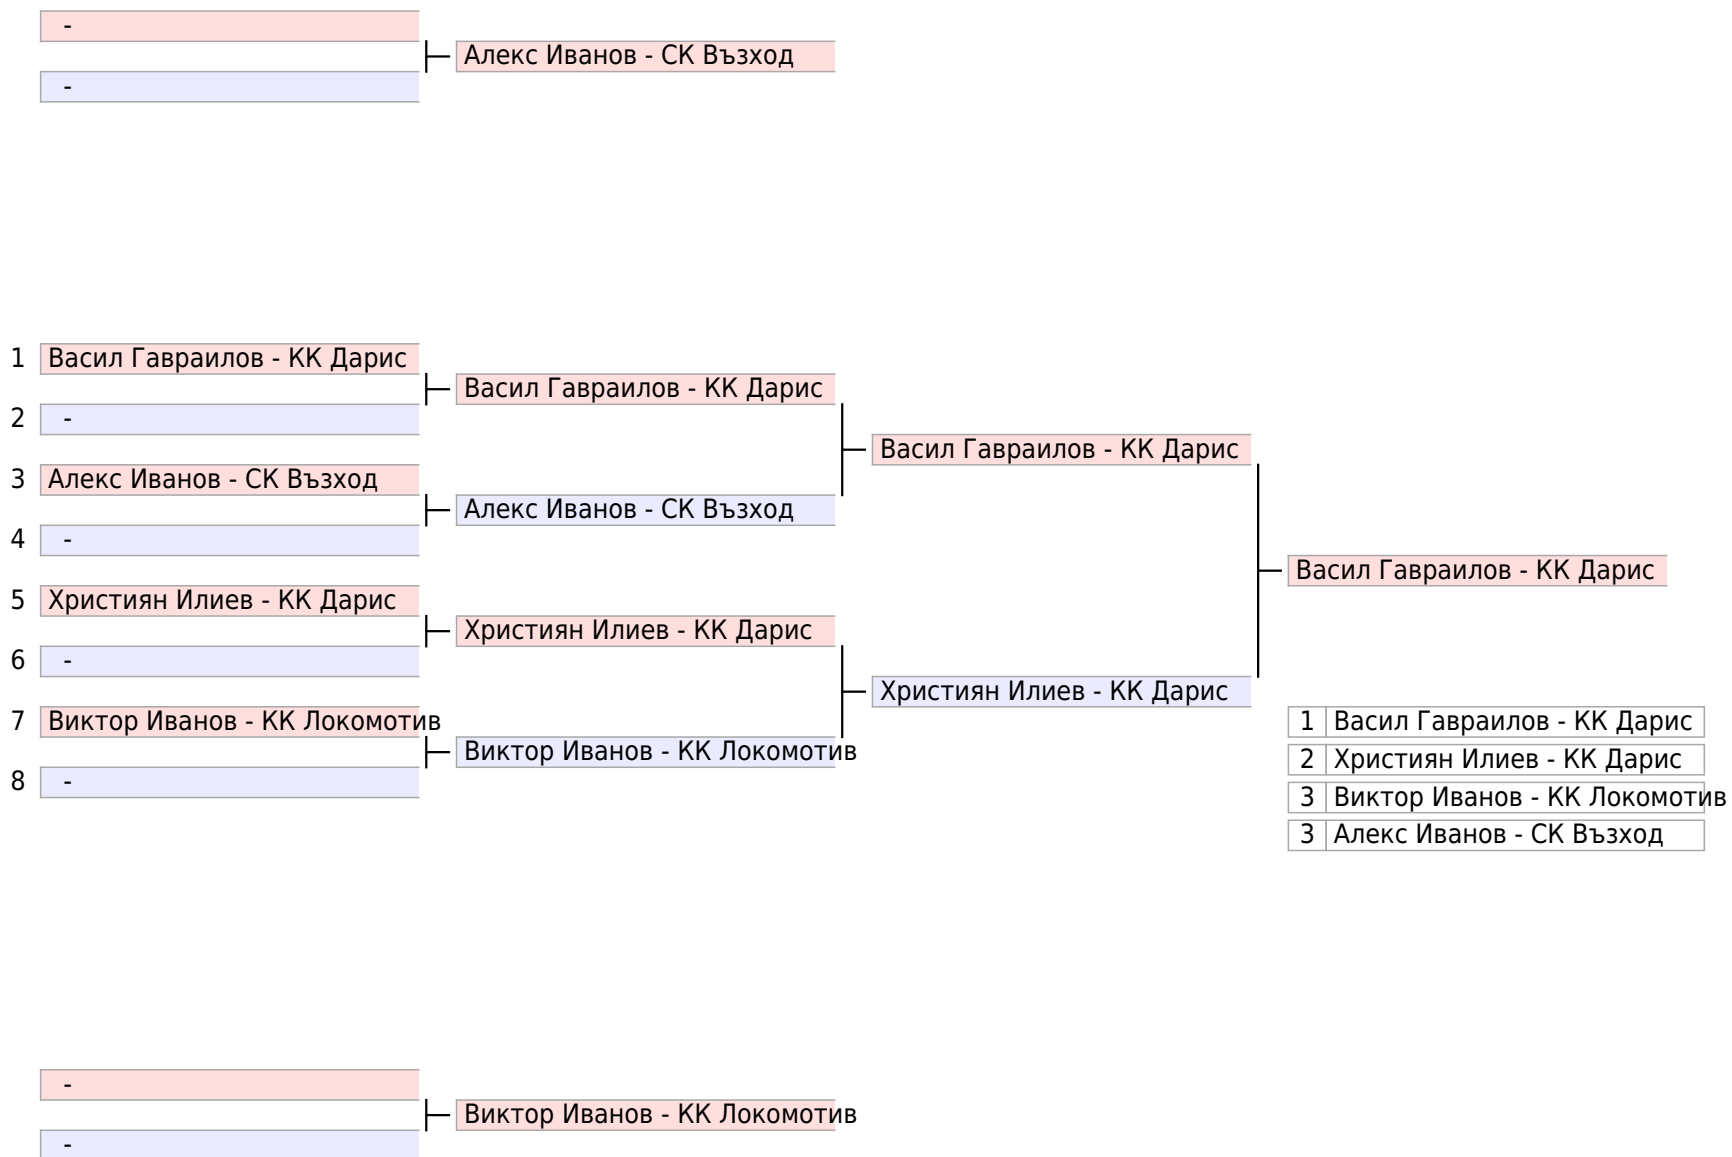 -
Алекс Иванов - СК Възход
-
1 Васил Гавраилов - КК Дарис
Васил Гавраилов - КК Дарис
2 -
Васил Гавраилов - КК Дарис
3 Алекс Иванов - СК Възход
Алекс Иванов - СК Възход
4 -
Васил Гавраилов - КК Дарис
5 Християн Илиев - КК Дарис
Християн Илиев - КК Дарис
6 -
Християн Илиев - КК Дарис
7 Виктор Иванов - КК Локомотив
1 Васил Гавраилов - КК Дарис
Виктор Иванов - КК Локомотив
2 Християн Илиев - КК Дарис
8 -
3 Виктор Иванов - КК Локомотив
3 Алекс Иванов - СК Възход
-
Виктор Иванов - КК Локомотив
-